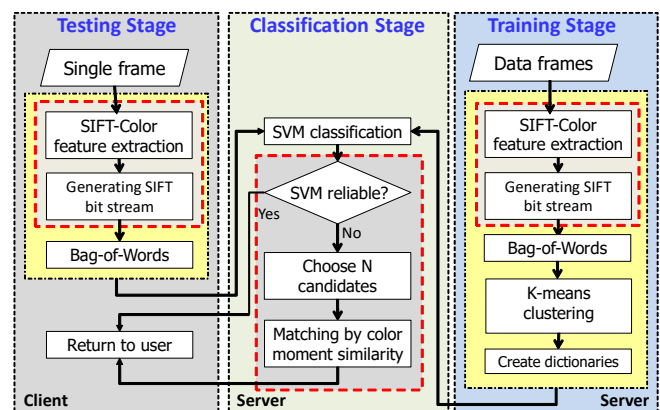 Testing Stage
Single frame
SIFT-Color
feature extraction
Generating SIFT
bit stream
Bag-of-Words
Return to user
Client
Classification Stage
SVM classification
SVM reliable?
Yes
No
Choose N
candidates
Matching by color
moment similarity
Server
Training Stage
Data frames
SIFT-Color
feature extraction
Generating SIFT
bit stream
Bag-of-Words
K-means
clustering
Create dictionaries
Server